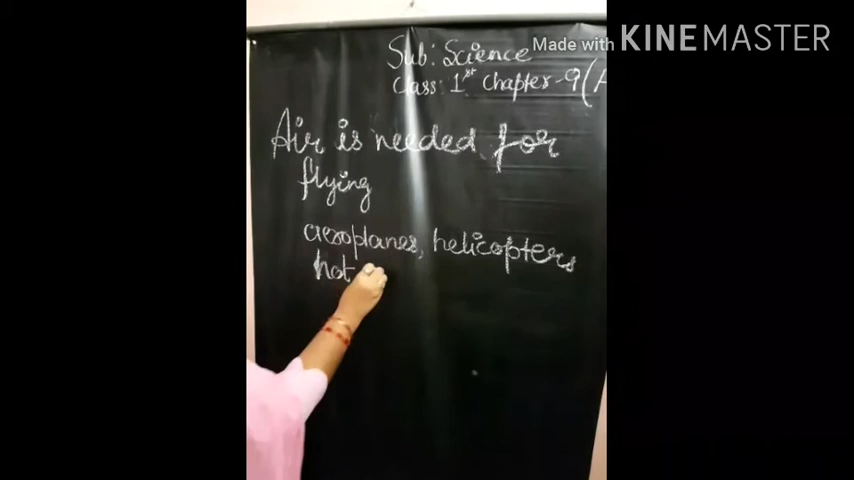 Sub: Science
Made with KINEMASTER
Class: 1st Chapter-9(A
Air is needed for
flying
aeroplanes, helicopters
hot